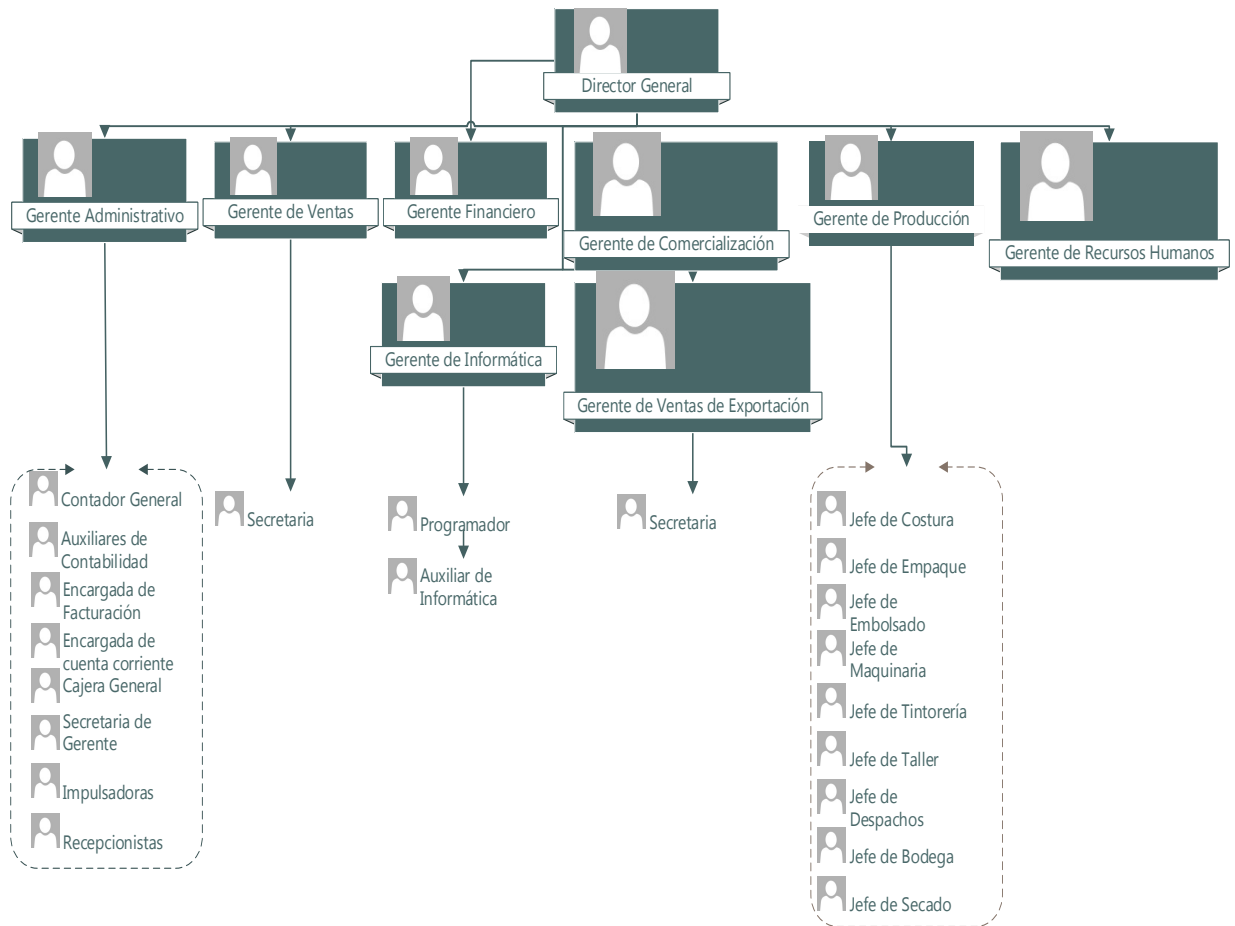 Director General
Gerente Administrativo
Gerente de Ventas
Gerente Financiero
Gerente de Comercialización
Gerente de Producción
Gerente de Recursos Humanos
Gerente de Informática
Gerente de Ventas de Exportación
Contador General
Auxiliares de
Contabilidad
Encargada de
Facturación
Encargada de
cuenta corriente
Cajera General
Secretaria de
Gerente
Impulsadoras
Recepcionistas
Secretaria
Programador
Auxiliar de
Informática
Secretaria
Jefe de Costura
Jefe de Empaque
Jefe de
Embolsado
Jefe de
Maquinaria
Jefe de Tintorería
Jefe de Taller
Jefe de
Despachos
Jefe de Bodega
Jefe de Secado